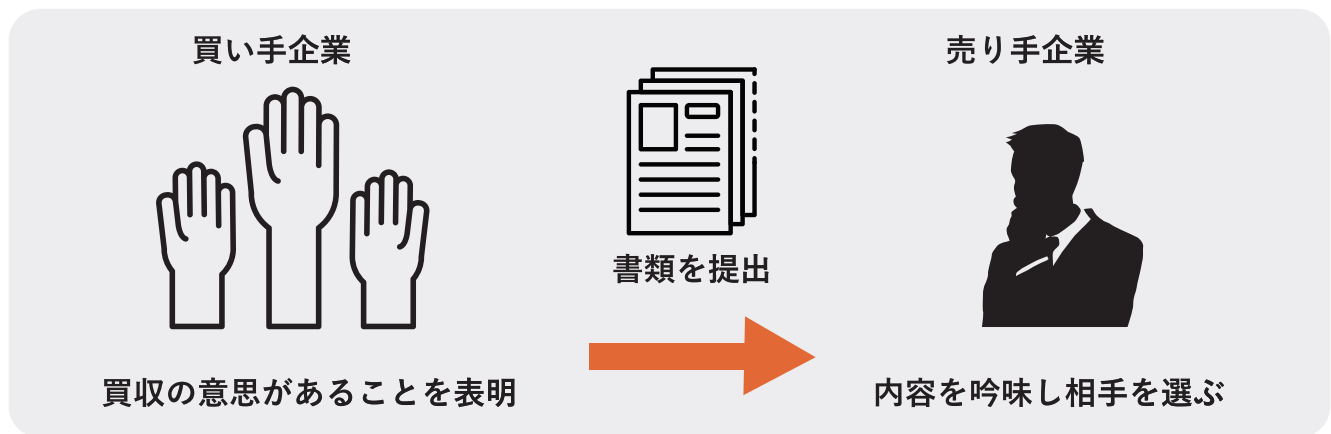 買い手企業
売り手企業
書類を提出
買収の意思があることを表明
内容を吟味し相手を選ぶ